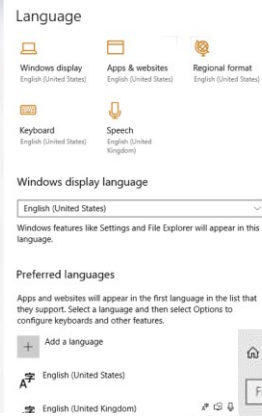 Language
Windows display
English (United States)
Apps & websites
English (United States)
Regional format
English (United States)
Keyboard
English (United States)
Speech
English (United
Kingdom)
Windows display language
English (United States)
Windows features like Settings and File Explorer will appear in this
language.
Preferred languages
Apps and websites will appear in the first language in the list that
they support. Select a language and then select Options to
configure keyboards and other features.
Add a language
English (United States)
English (United Kingdom)